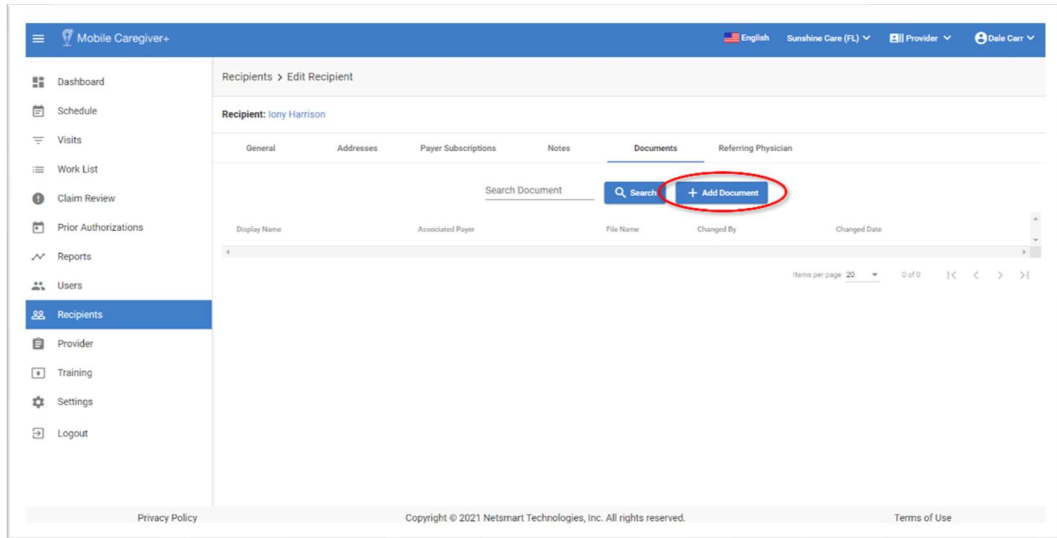 Mobile Caregiver+
English Sunshine Care (FL) Provider Dale Carr
Dashboard
Schedule
Visits
Work List
Claim Review
Prior Authorizations
Reports
Users
Recipients
Provider
Training
Settings
Logout
Recipients > Edit Recipient
Recipient: Iony Harrison
General Addresses Payer Subscriptions Notes Documents Referring Physician
Search Document Search + Add Document
Display Name Associated Payer File Name Changed By Changed Date
Items per page 20 0 of 0
Privacy Policy Copyright © 2021 Netsmart Technologies, Inc. All rights reserved. Terms of Use